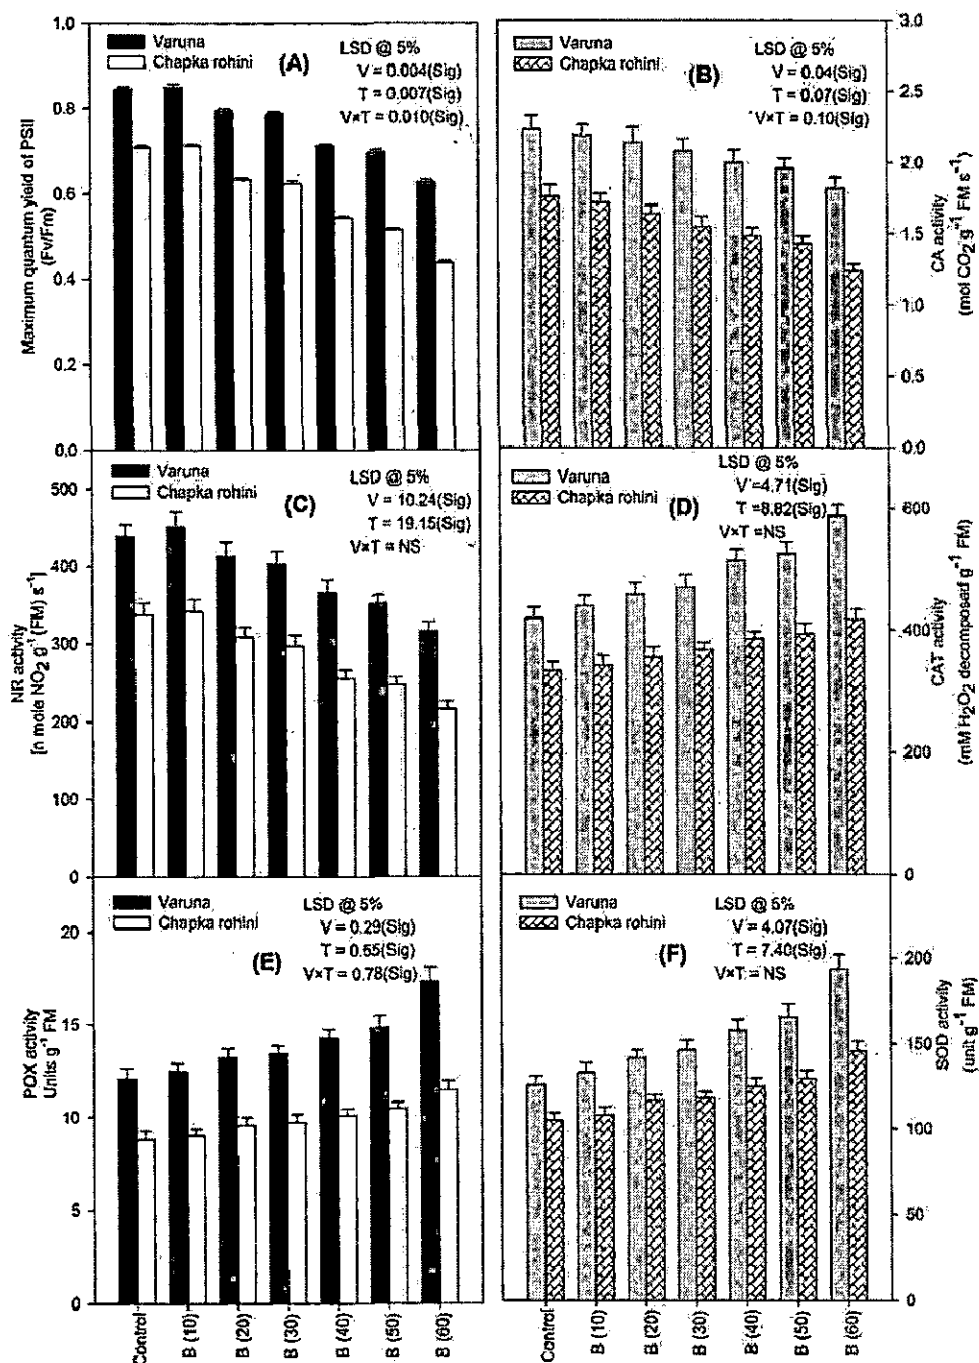 1.0
0.8
0.6
0.4
0.2
0.0
Maximum quantum yield of PSII
(Fv/Fm)
Varuna
Chapka rohini
(A)
LSD @ 5%
V = 0.004(Sig)
T = 0.007(Sig)
V×T = 0.010(Sig)
Varuna
Chapka rohini
(B)
LSD @ 5%
V = 0.04(Sig)
T = 0.07(Sig)
V×T = 0.10(Sig)
3.0
2.5
2.0
1.5
1.0
0.5
0.0
CA activity
(mol CO2 g⁻¹ FM s⁻¹)
500
400
300
200
100
0
NR activity
[n mole NO2 g⁻¹ (FM) s⁻¹]
Varuna
Chapka rohini
(C)
LSD @ 5%
V = 10.24(Sig)
T = 19.15(Sig)
V×T = NS
Varuna
Chapka rohini
(D)
LSD @ 5%
V =4.71(Sig)
T =8.82(Sig)
V×T =NS
600
400
200
0
CAT activity
(mM H2O2 decomposed g⁻¹ FM)
20
15
10
5
0
POX activity
Units g⁻¹ FM
Varuna
Chapka rohini
(E)
LSD @ 5%
V = 0.29(Sig)
T = 0.55(Sig)
V×T = 0.78(Sig)
Varuna
Chapka rohini
(F)
LSD @ 5%
V = 4.07(Sig)
T = 7.40(Sig)
V×T = NS
200
150
100
50
0
SOD activity
(unit g⁻¹ FM)
Control
B (10)
B (20)
B (30)
B (40)
B (50)
B (60)
Control
B (10)
B (20)
B (30)
B (40)
B (50)
B (60)